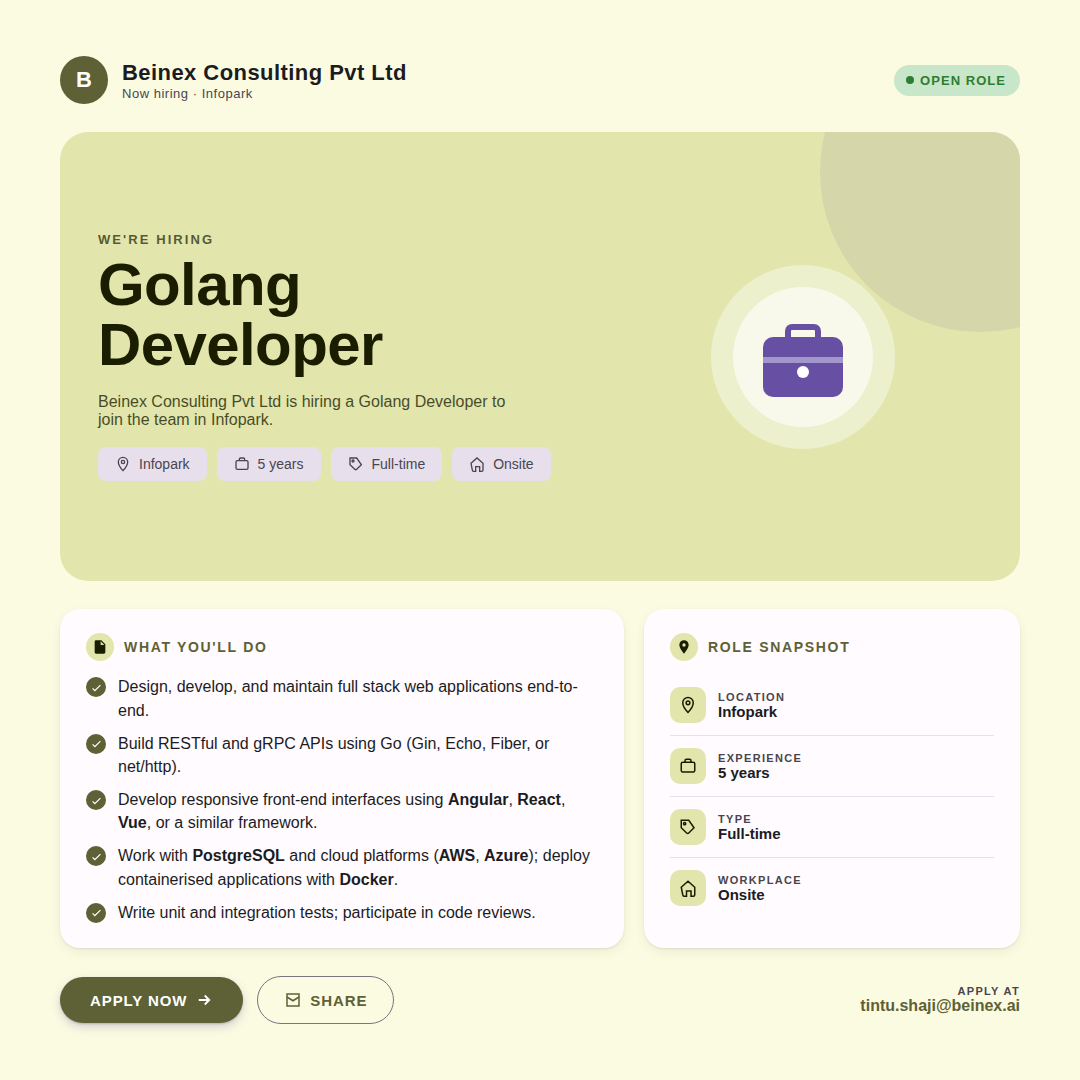 B
Beinex Consulting Pvt Ltd
Now hiring · Infopark
OPEN ROLE
WE'RE HIRING
Golang
Developer
Beinex Consulting Pvt Ltd is hiring a Golang Developer to
join the team in Infopark.
Infopark
5 years
Full-time
Onsite
WHAT YOU'LL DO
Design, develop, and maintain full stack web applications end-to-
end.
Build RESTful and gRPC APIs using Go (Gin, Echo, Fiber, or
net/http).
Develop responsive front-end interfaces using Angular, React,
Vue, or a similar framework.
Work with PostgreSQL and cloud platforms (AWS, Azure); deploy
containerised applications with Docker.
Write unit and integration tests; participate in code reviews.
ROLE SNAPSHOT
LOCATION
Infopark
EXPERIENCE
5 years
TYPE
Full-time
WORKPLACE
Onsite
APPLY NOW
SHARE
APPLY AT
tintu.shaji@beinex.ai